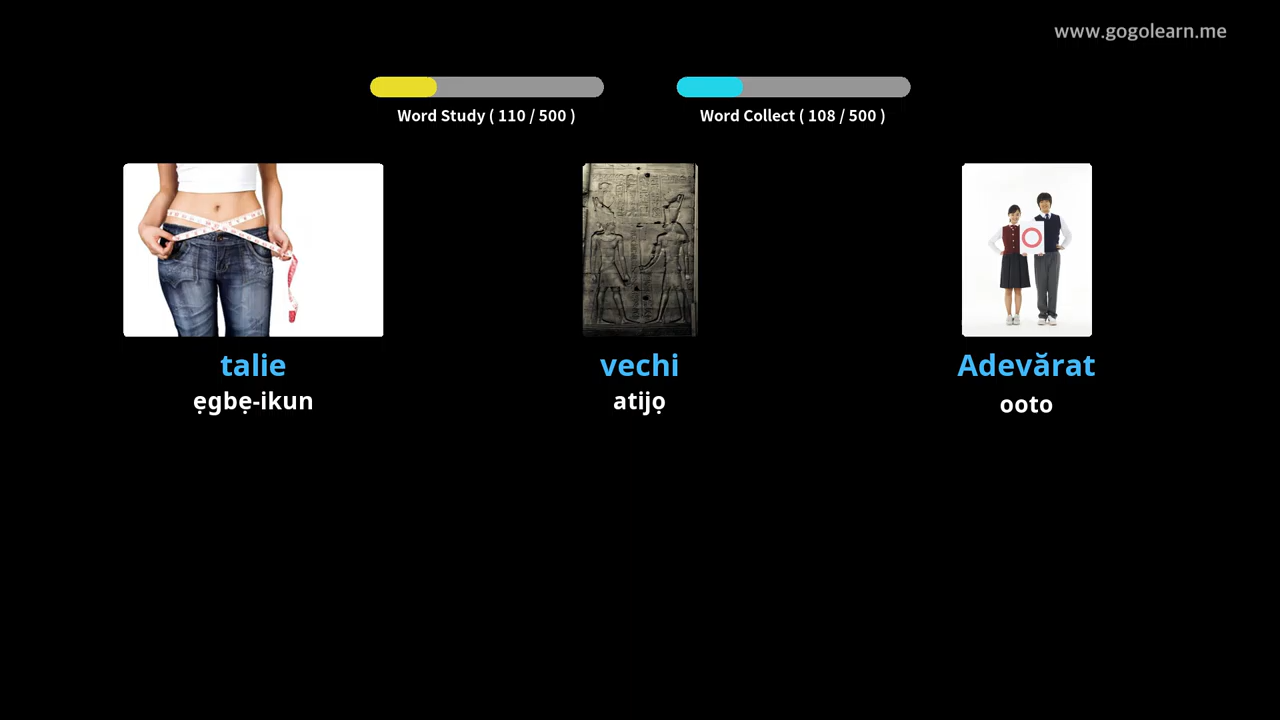 www.gogolearn.me
Word Study ( 110 / 500 )
Word Collect ( 108 / 500 )
talie
vechi
Adevărat
ẹgbẹ-ikun
atijọ
ooto